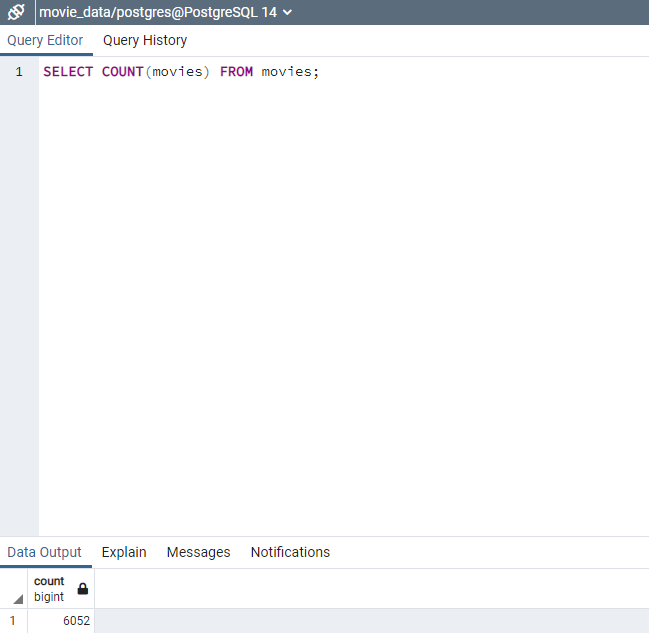 movie_data/postgres@PostgreSQL 14
Query Editor Query History
1 SELECT COUNT(movies) FROM movies;
Data Output Explain Messages Notifications
count
bigint
1 6052